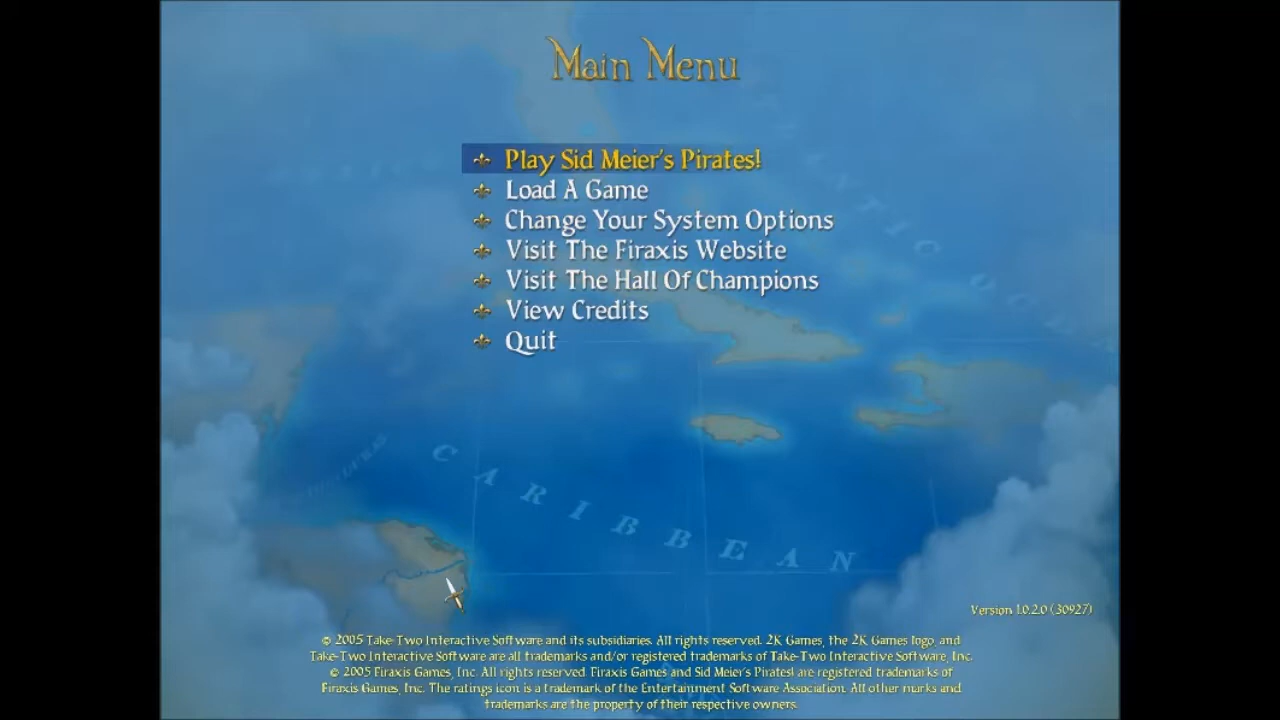 Main Menu
Play Sid Meier's Pirates!
Load A Game
Change Your System Options
Visit The Firaxis Website
Visit The Hall Of Champions
View Credits
Quit
CARIBBEAN
Version 1.0.2.0 (30927)
© 2005 Take-Two Interactive Software and its subsidiaries. All rights reserved. 2K Games, the 2K Games logo, and
Take-Two Interactive Software are all trademarks and/or registered trademarks of Take-Two Interactive Software, Inc.
© 2005 Firaxis Games, Inc. All rights reserved. Firaxis Games and Sid Meier's Pirates! are registered trademarks of
Firaxis Games, Inc. The ratings icon is a trademark of the Entertainment Software Association. All other marks and
trademarks are the property of their respective owners.